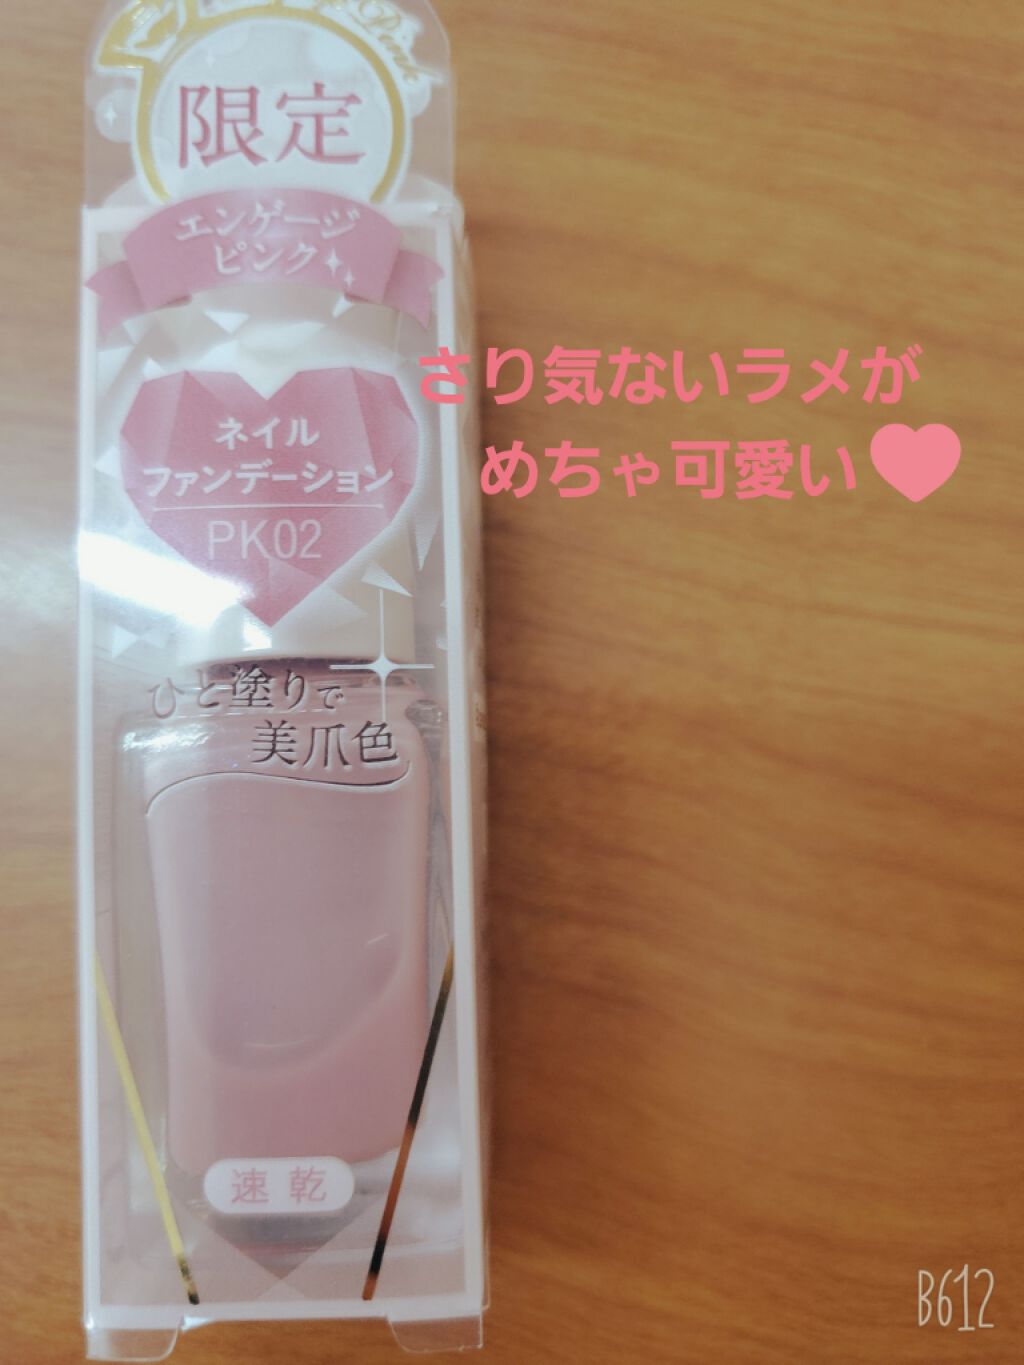 Pink
限定
エンゲージ
ピンク
ネイル
ファンデーション
PK02
さり気ないラメが
めちゃ可愛い
ひと塗りで
美爪色
速乾
B612